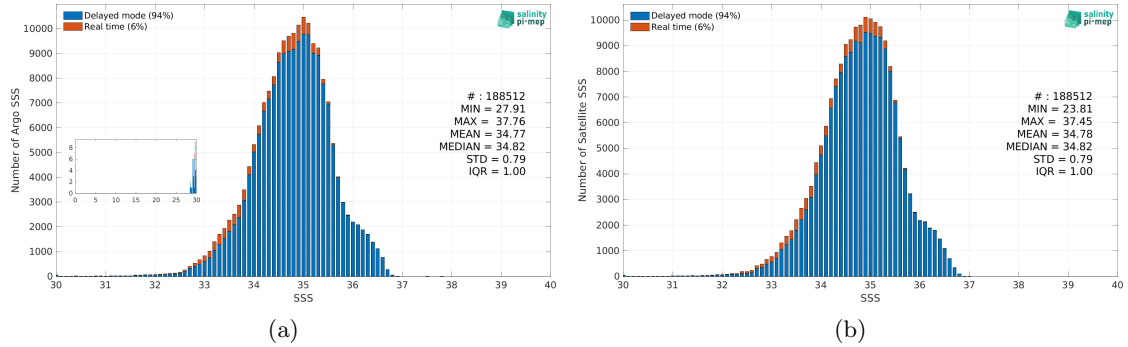 Delayed mode (94%)
Real time (6%)
salinity
pi-mep
Number of Argo SSS
10000
9000
8000
7000
6000
5000
4000
3000
2000
1000
0
# : 188512
MIN = 27.91
MAX = 37.76
MEAN = 34.77
MEDIAN = 34.82
STD = 0.79
IQR = 1.00
8
6
4
2
0
0 5 10 15 20 25 30
30 31 32 33 34 35 36 37 38 39 40
SSS
(a)
Delayed mode (94%)
Real time (6%)
salinity
pi-mep
Number of Satellite SSS
10000
9000
8000
7000
6000
5000
4000
3000
2000
1000
0
# : 188512
MIN = 23.81
MAX = 37.45
MEAN = 34.78
MEDIAN = 34.82
STD = 0.79
IQR = 1.00
30 31 32 33 34 35 36 37 38 39 40
SSS
(b)